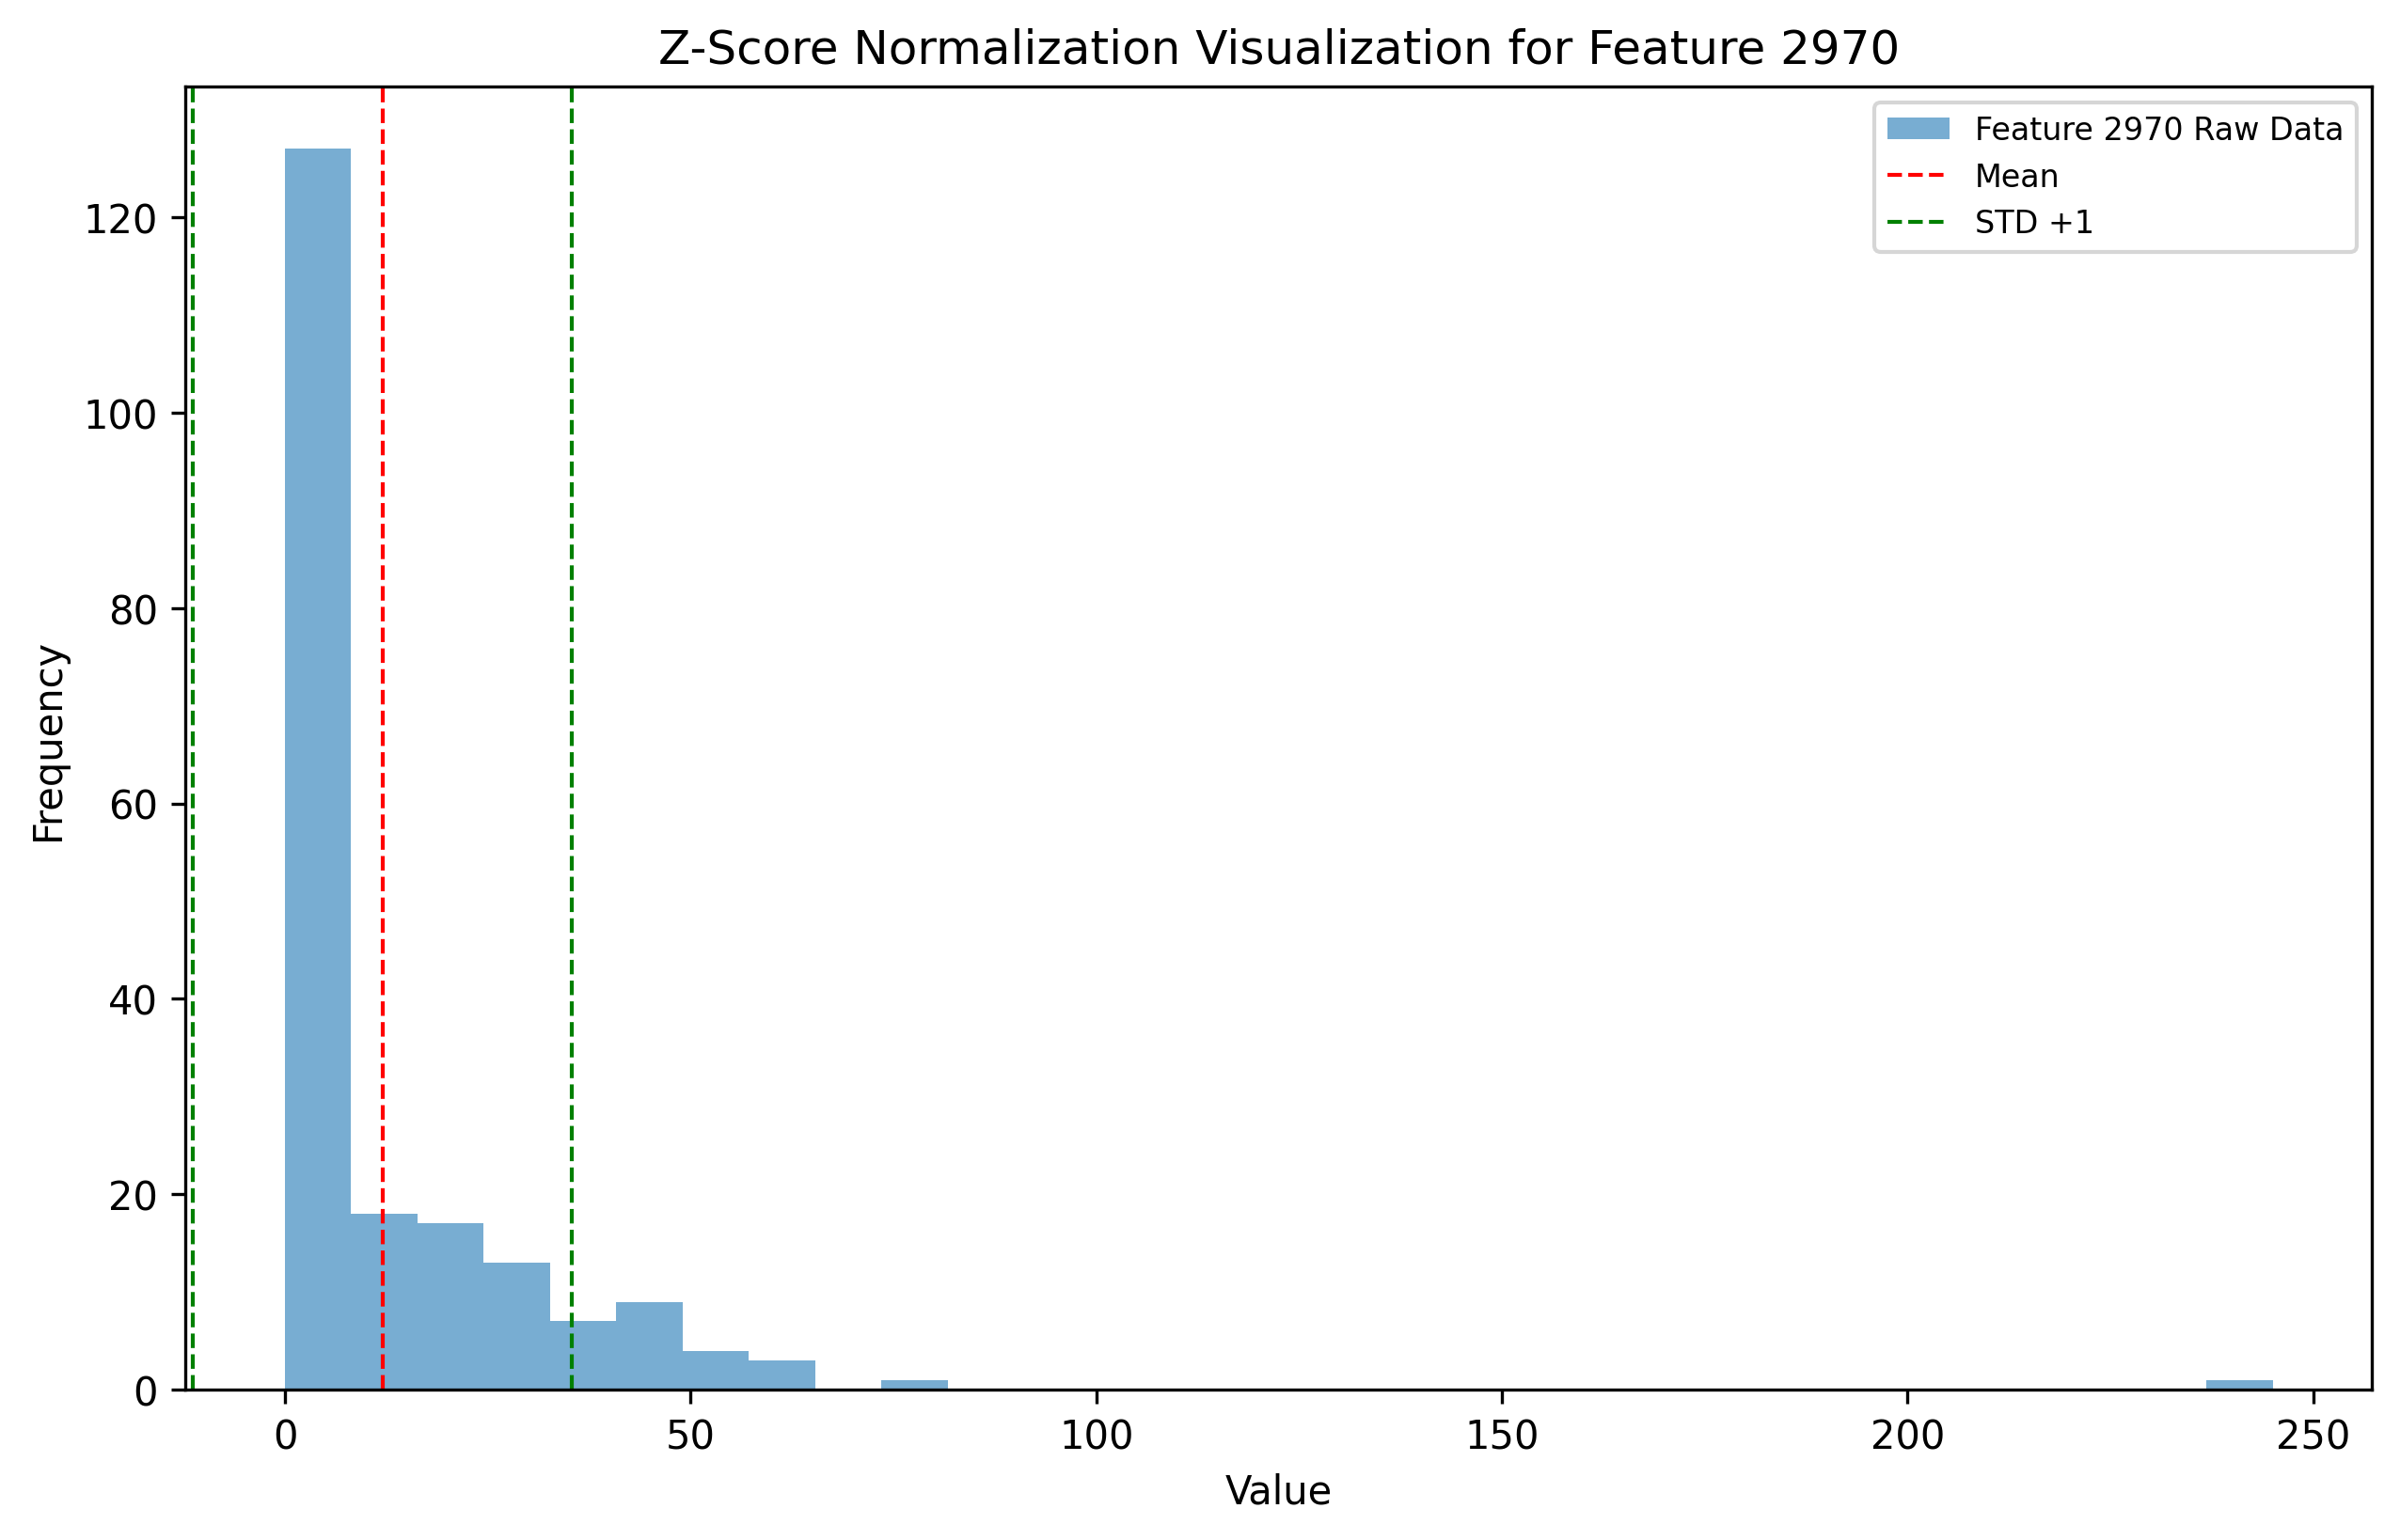 Z-Score Normalization Visualization for Feature 2970
Feature 2970 Raw Data
Mean
STD +1
Frequency
120
100
80
60
40
20
0
0 50 100 150 200 250
Value